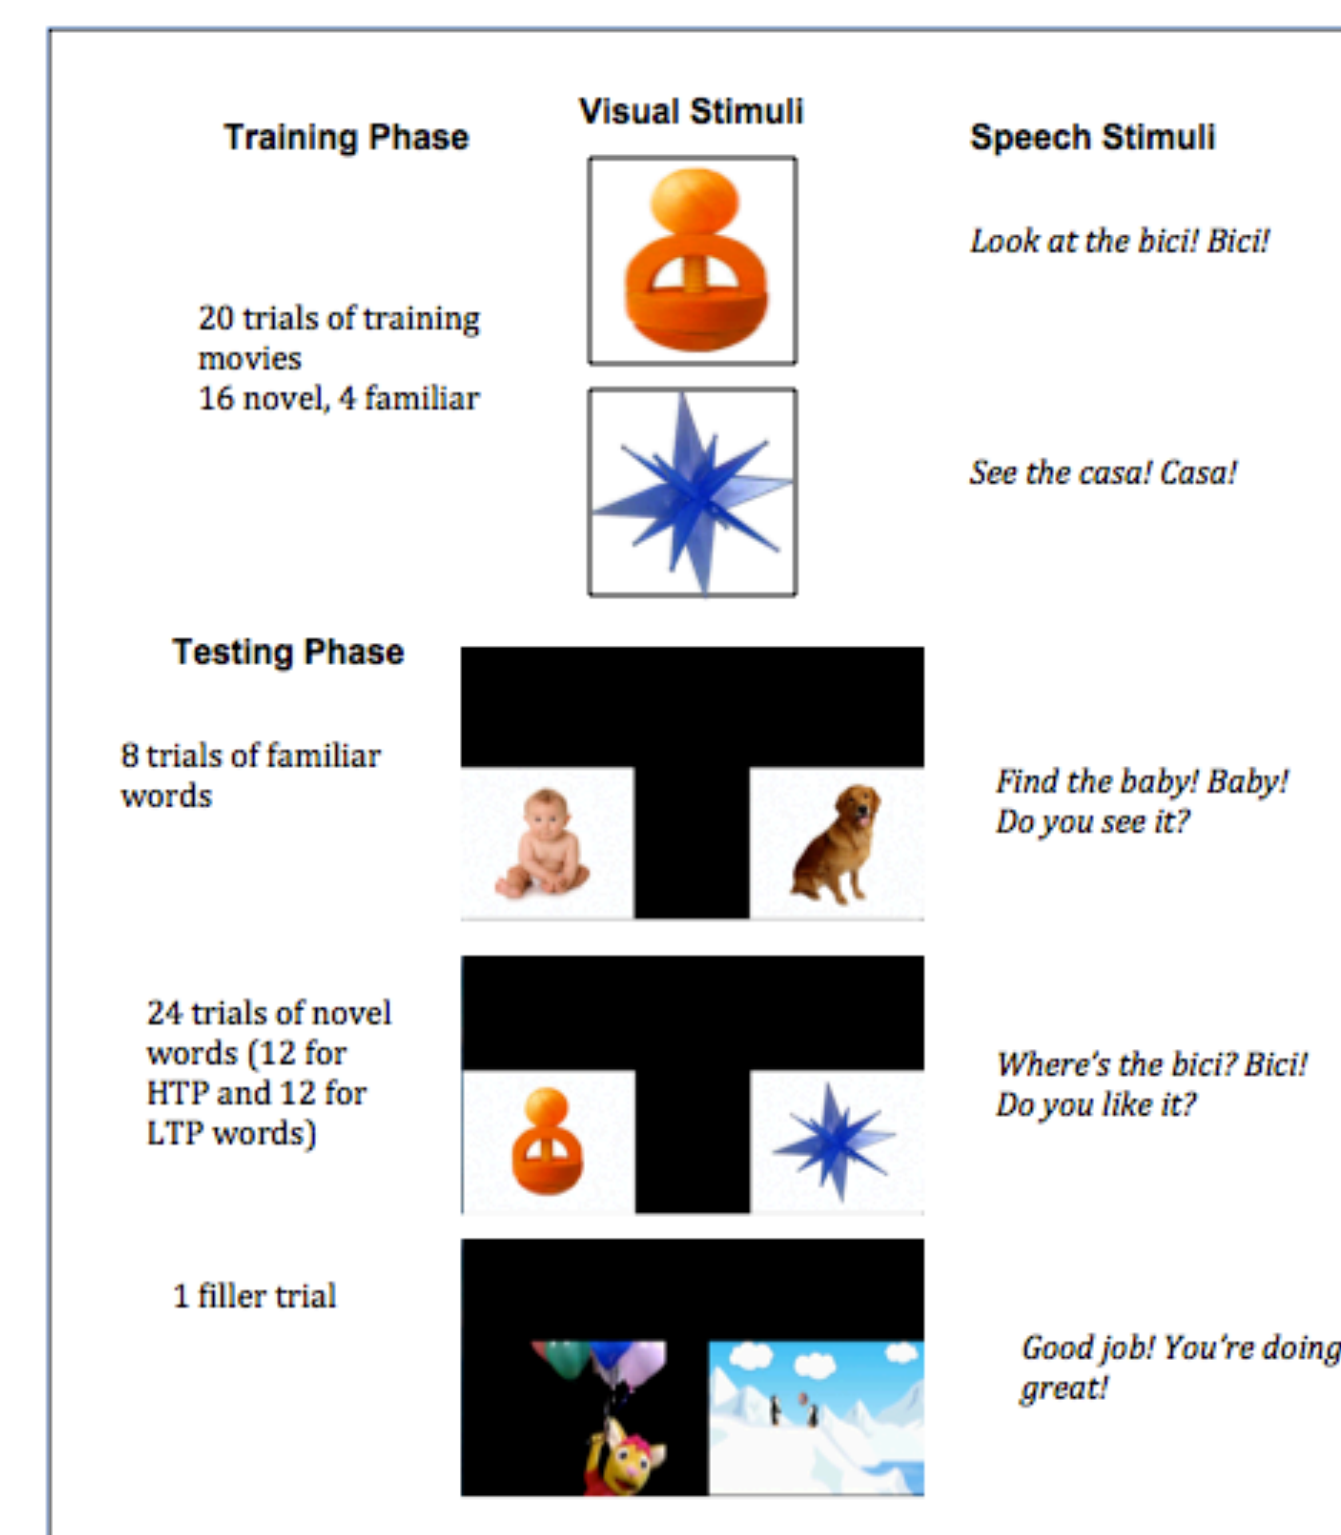 Visual Stimuli
Training Phase
Speech Stimuli
Look at the bici! Bici!
20 trials of training
movies
16 novel, 4 familiar
See the casa! Casa!
Testing Phase
8 trials of familiar
words
Find the baby! Baby!
Do you see it?
24 trials of novel
words (12 for
HTP and 12 for
LTP words)
Where's the bici? Bici!
Do you like it?
1 filler trial
Good job! You're doing
great!